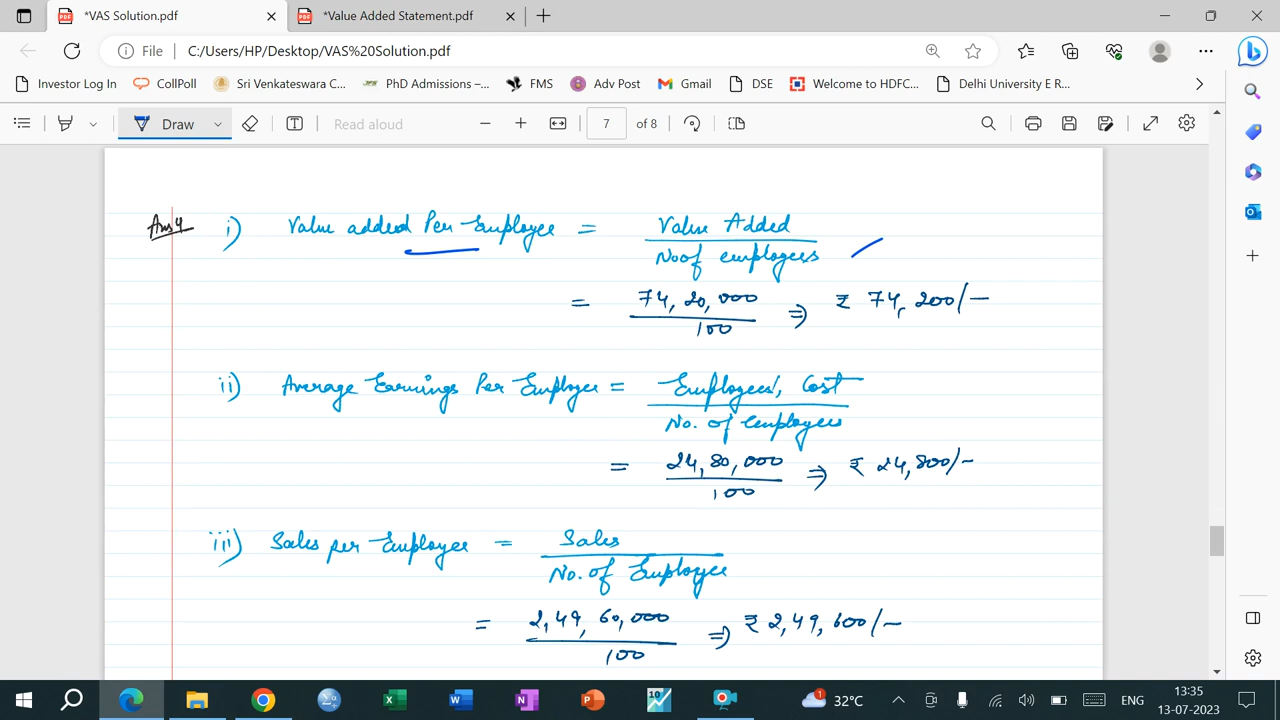 *VAS Solution.pdf
*Value Added Statement.pdf
File
C:/Users/HP/Desktop/VAS%20Solution.pdf
Investor Log In
CollPoll
Sri Venkateswara C...
PhD Admissions –...
FMS
Adv Post
Gmail
DSE
Welcome to HDFC...
Delhi University E R...
Draw
Read aloud
7 of 8
Ans 4 i) Value added Per Employee = Value Added
No of employees
= 74,20,000
100
⇒ ₹ 74,200/-
ii) Average Earnings Per Employee = Employees' Cost
No. of employees
= 24,80,000
100
⇒ ₹ 24,800/-
iii) Sales per Employee = Sales
No. of Employee
= 2,49,60,000
100
⇒ ₹ 2,49,600/-
1
32°C
ENG
13:35
13-07-2023